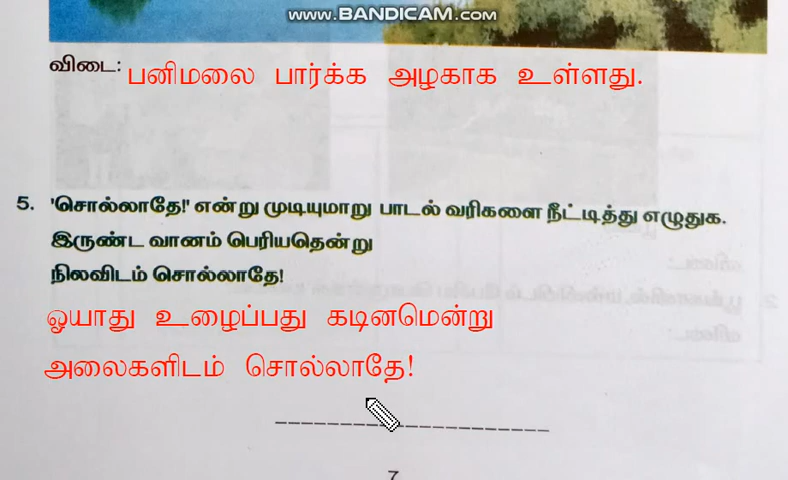 WWW.BANDICAM.COM
விடை: பனிமலை பார்க்க அழகாக உள்ளது.
5. 'சொல்லாதே!' என்று முடியுமாறு பாடல் வரிகளை நீட்டித்து எழுதுக.
இருண்ட வானம் பெரியதென்று
நிலவிடம் சொல்லாதே!
ஓயாது உழைப்பது கடினமென்று
அலைகளிடம் சொல்லாதே!
7